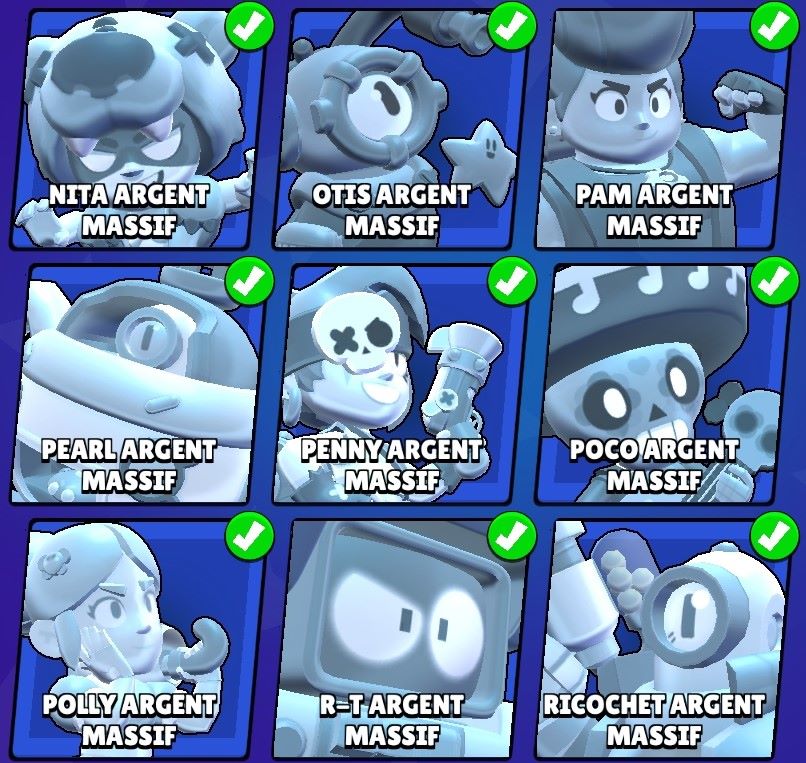 NITA ARGENT
MASSIF
OTIS ARGENT
MASSIF
PAM ARGENT
MASSIF
PEARL ARGENT
MASSIF
PENNY ARGENT
MASSIF
POCO ARGENT
MASSIF
POLLY ARGENT
MASSIF
R-T ARGENT
MASSIF
RICOCHET ARGENT
MASSIF